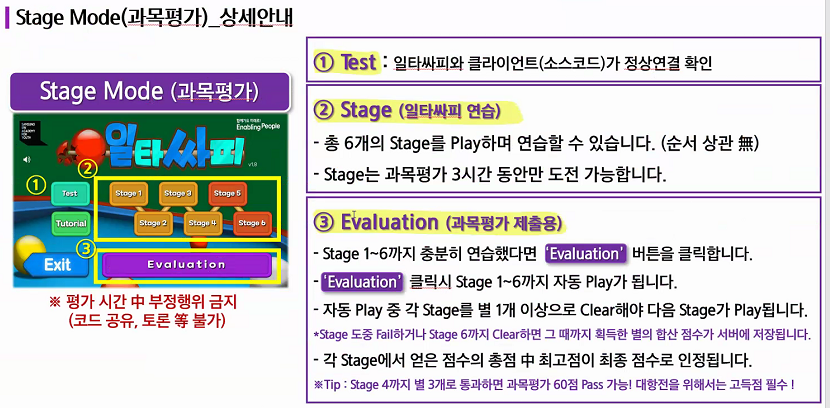 Stage Mode(과목평가)_상세안내
Stage Mode (과목평가)
SAMSUNG
SW ACADEMY
FOR YOUTH
함께가요 미래로!
Enabling People
일타싸피
v1.8
①
②
Test
Tutorial
Stage 1
Stage 3
Stage 5
Stage 2
Stage 4
Stage 6
③
Exit
Evaluation
※ 평가 시간 中 부정행위 금지
(코드 공유, 토론 等 불가)
① Test : 일타싸피와 클라이언트(소스코드)가 정상연결 확인
② Stage (일타싸피 연습)
- 총 6개의 Stage를 Play하며 연습할 수 있습니다. (순서 상관 無)
- Stage는 과목평가 3시간 동안만 도전 가능합니다.
③ Evaluation (과목평가 제출용)
- Stage 1~6까지 충분히 연습했다면 'Evaluation' 버튼을 클릭합니다.
- 'Evaluation' 클릭시 Stage 1~6까지 자동 Play가 됩니다.
- 자동 Play 중 각 Stage를 별 1개 이상으로 Clear해야 다음 Stage가 Play됩니다.
*Stage 도중 Fail하거나 Stage 6까지 Clear하면 그 때까지 획득한 별의 합산 점수가 서버에 저장됩니다.
- 각 Stage에서 얻은 점수의 총점 中 최고점이 최종 점수로 인정됩니다.
※Tip : Stage 4까지 별 3개로 통과하면 과목평가 60점 Pass 가능! 대항전을 위해서는 고득점 필수 !